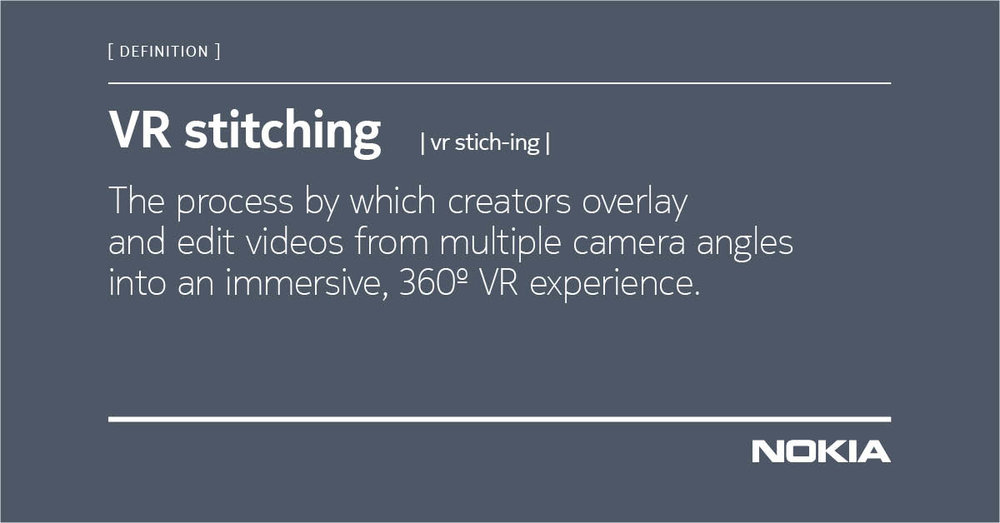 [ DEFINITION ]
VR stitching | vr stich-ing |
The process by which creators overlay
and edit videos from multiple camera angles
into an immersive, 360º VR experience.
NOKIA